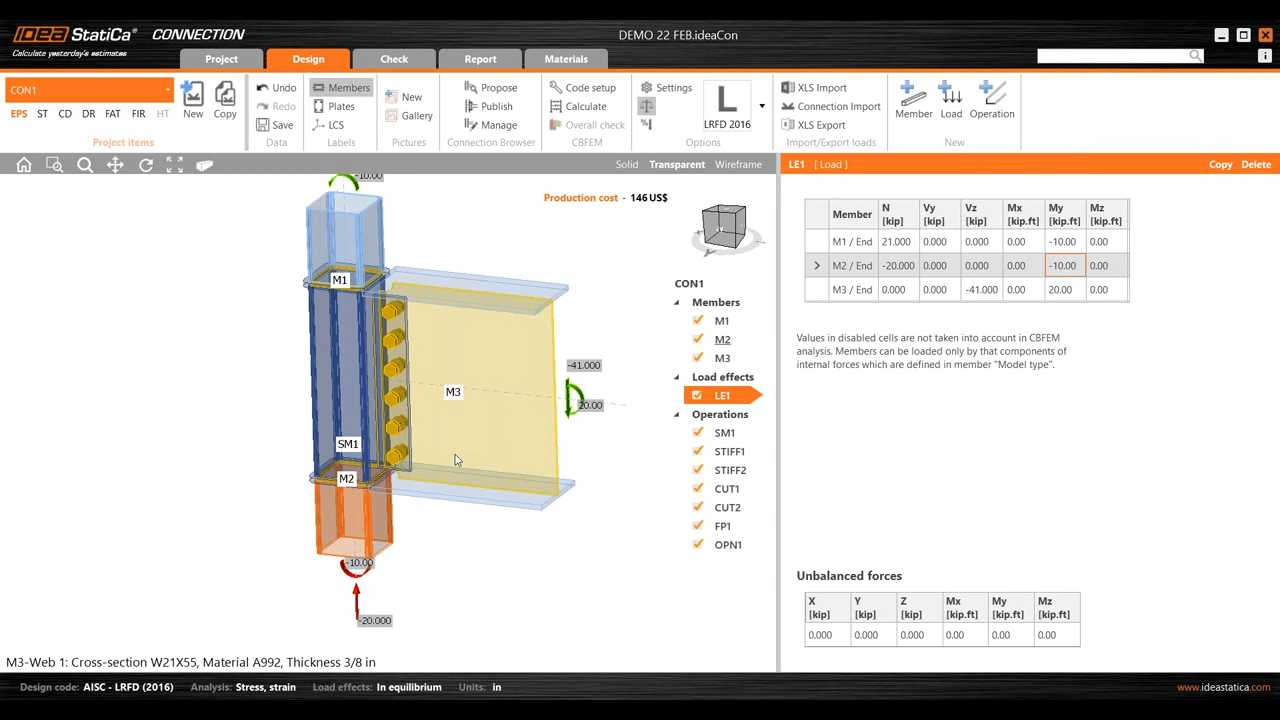 IDEA StatiCa® CONNECTION
Calculate yesterday's estimates
DEMO 22 FEB.ideaCon
Project Design Check Report Materials
CON1
EPS ST CD DR FAT FIR HT
New Copy
Project items
Undo
Redo
Save
Data
Members
Plates
LCS
Labels
New
Gallery
Pictures
Propose
Publish
Manage
Connection Browser
Code setup
Calculate
Overall check
CBFEM
Settings
LRFD 2016
Options
XLS Import
Connection Import
XLS Export
Import/Export loads
Member Load Operation
New
Solid Transparent Wireframe
LE1 [ Load ] Copy Delete
Production cost - 146 US$
-10.00
M1
M3
SM1
M2
-41.000
20.00
-10.00
-20.000
CON1
Members
M1
M2
M3
Load effects
LE1
Operations
SM1
STIFF1
STIFF2
CUT1
CUT2
FP1
OPN1
Member N [kip] Vy [kip] Vz [kip] Mx [kip.ft] My [kip.ft] Mz [kip.ft]
M1 / End 21.000 0.000 0.000 0.00 -10.00 0.00
M2 / End -20.000 0.000 0.000 0.00 -10.00 0.00
M3 / End 0.000 0.000 -41.000 0.00 20.00 0.00
Values in disabled cells are not taken into account in CBFEM
analysis. Members can be loaded only by that components of
internal forces which are defined in member "Model type".
Unbalanced forces
X [kip] Y [kip] Z [kip] Mx [kip.ft] My [kip.ft] Mz [kip.ft]
0.000 0.000 0.000 0.00 0.00 0.00
M3-Web 1: Cross-section W21X55, Material A992, Thickness 3/8 in
Design code: AISC - LRFD (2016) Analysis: Stress, strain Load effects: In equilibrium Units: in
www.ideastatica.com